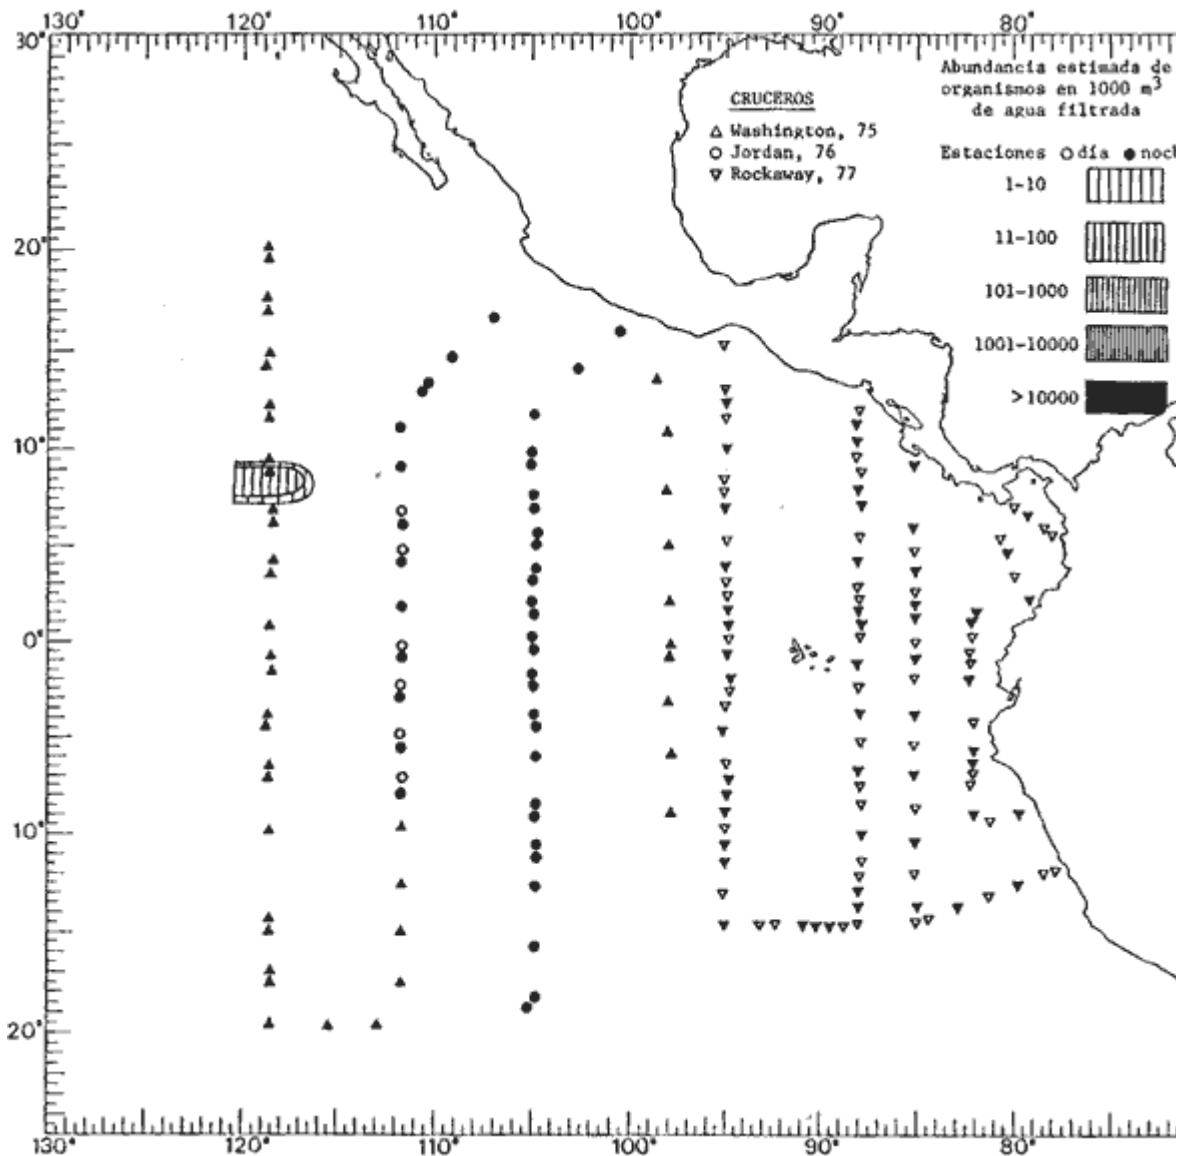 130° 120° 110° 100° 90° 80°
30°
20°
10°
0°
10°
20°
CRUCEROS
△ Washington, 75
○ Jordan, 76
▽ Rockaway, 77
Abundancia estimada de
organismos en 1000 m³
de agua filtrada
Estaciones ○ día ● noc
1-10
11-100
101-1000
1001-10000
>10000
130° 120° 110° 100° 90° 80°